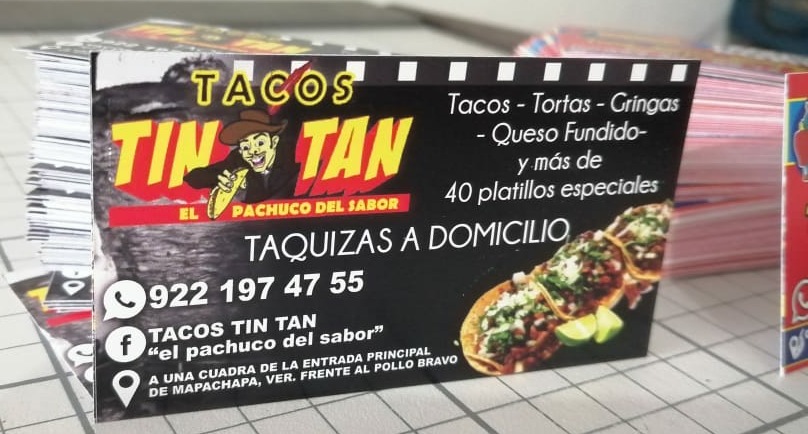 TACOS
TIN TAN
EL PACHUCO DEL SABOR
Tacos - Tortas - Gringas
- Queso Fundido-
y más de
40 platillos especiales
TAQUIZAS A DOMICILIO
922 197 47 55
TACOS TIN TAN
"el pachuco del sabor"
A UNA CUADRA DE LA ENTRADA PRINCIPAL
DE MAPACHAPA, VER. FRENTE AL POLLO BRAVO